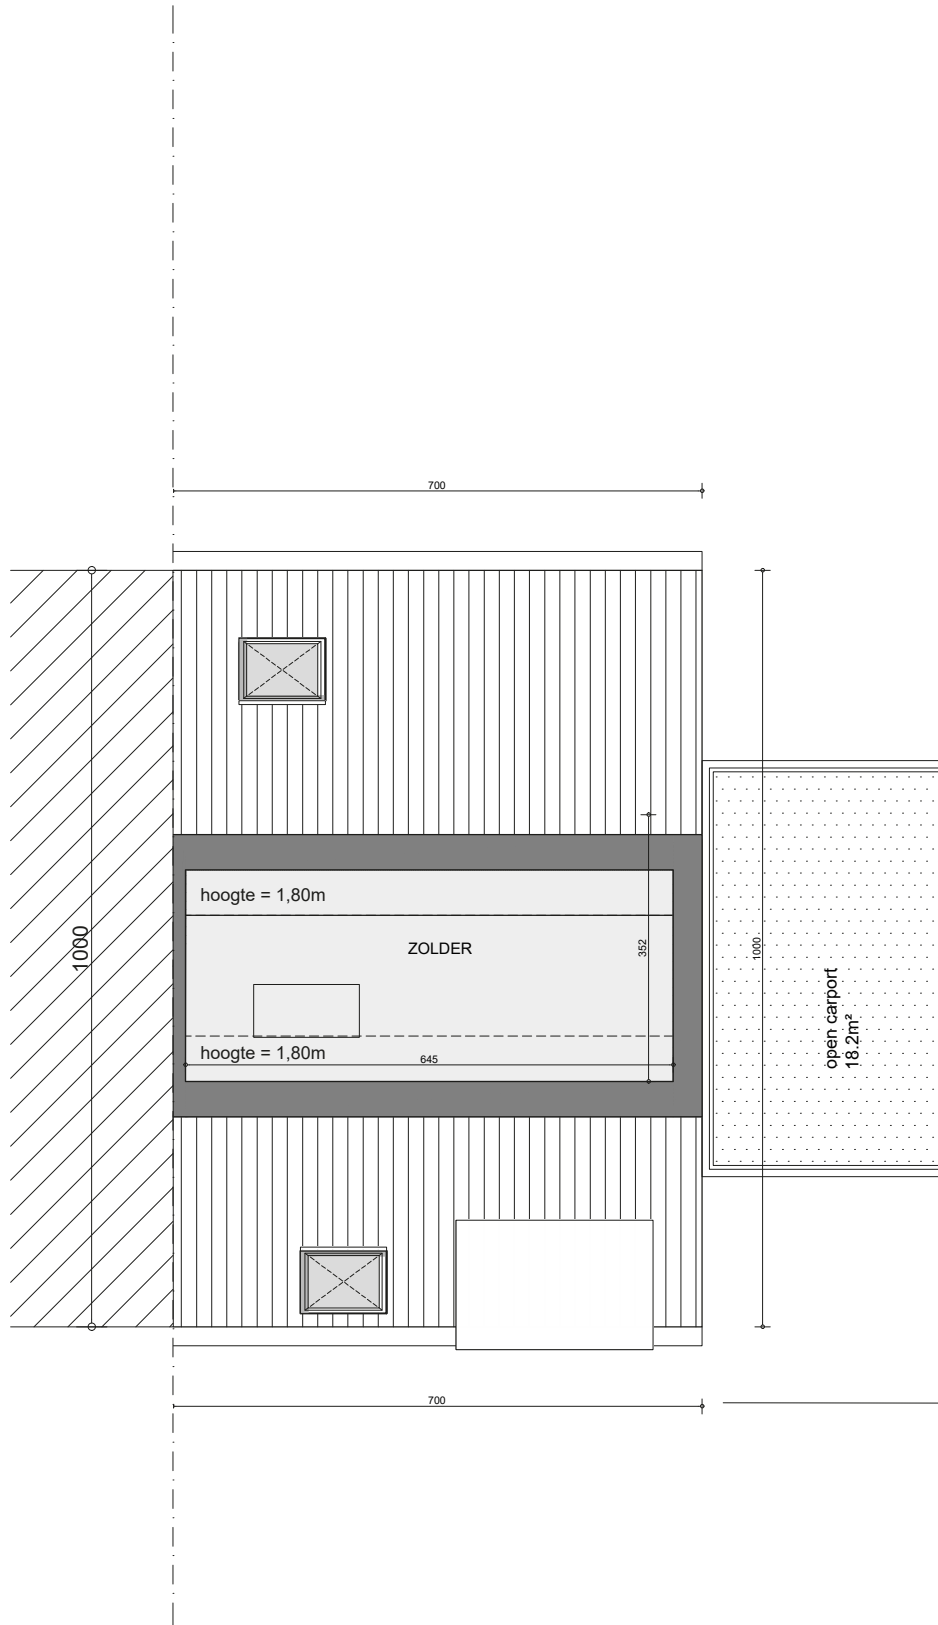 700
hoogte = 1,80m
1000
ZOLDER
352
1000
open carport
18.2m²
hoogte = 1,80m
645
700